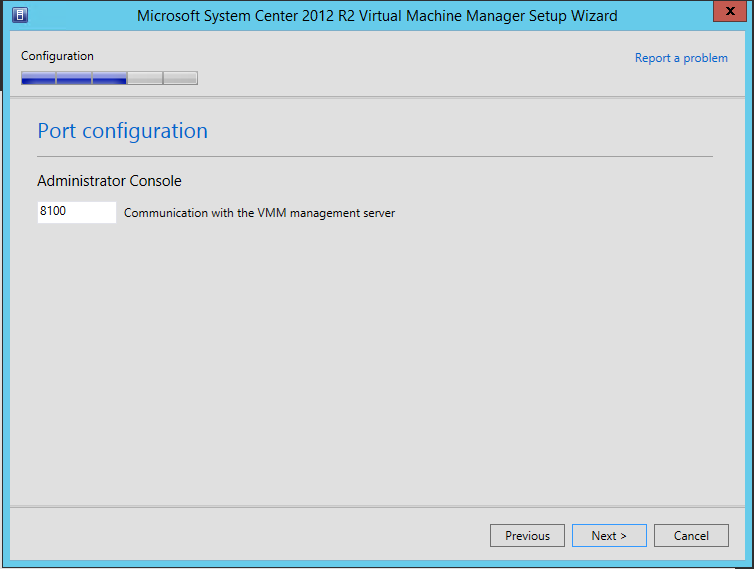 Microsoft System Center 2012 R2 Virtual Machine Manager Setup Wizard
x
Configuration
Report a problem
Port configuration
Administrator Console
8100 Communication with the VMM management server
Previous Next > Cancel